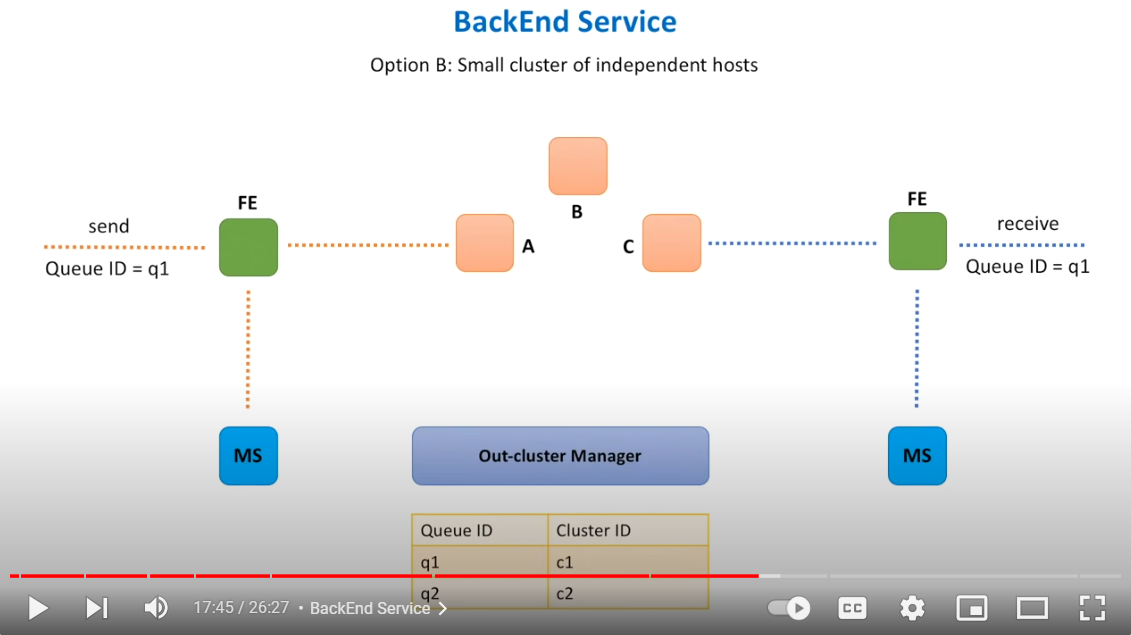 BackEnd Service
Option B: Small cluster of independent hosts
B
FE
send
Queue ID = q1
A
C
FE
receive
Queue ID = q1
MS
Out-cluster Manager
MS
Queue ID Cluster ID
q1 c1
q2 c2
17:45 / 26:27 • BackEnd Service
CC